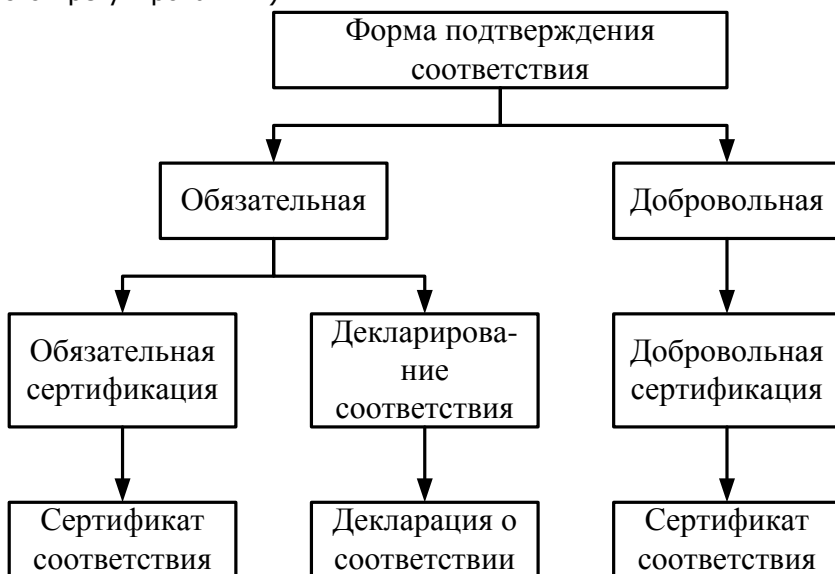 Форма подтверждения
соответствия
Обязательная
Добровольная
Обязательная
сертификация
Декларирова-
ние
соответствия
Добровольная
сертификация
Сертификат
соответствия
Декларация о
соответствии
Сертификат
соответствия